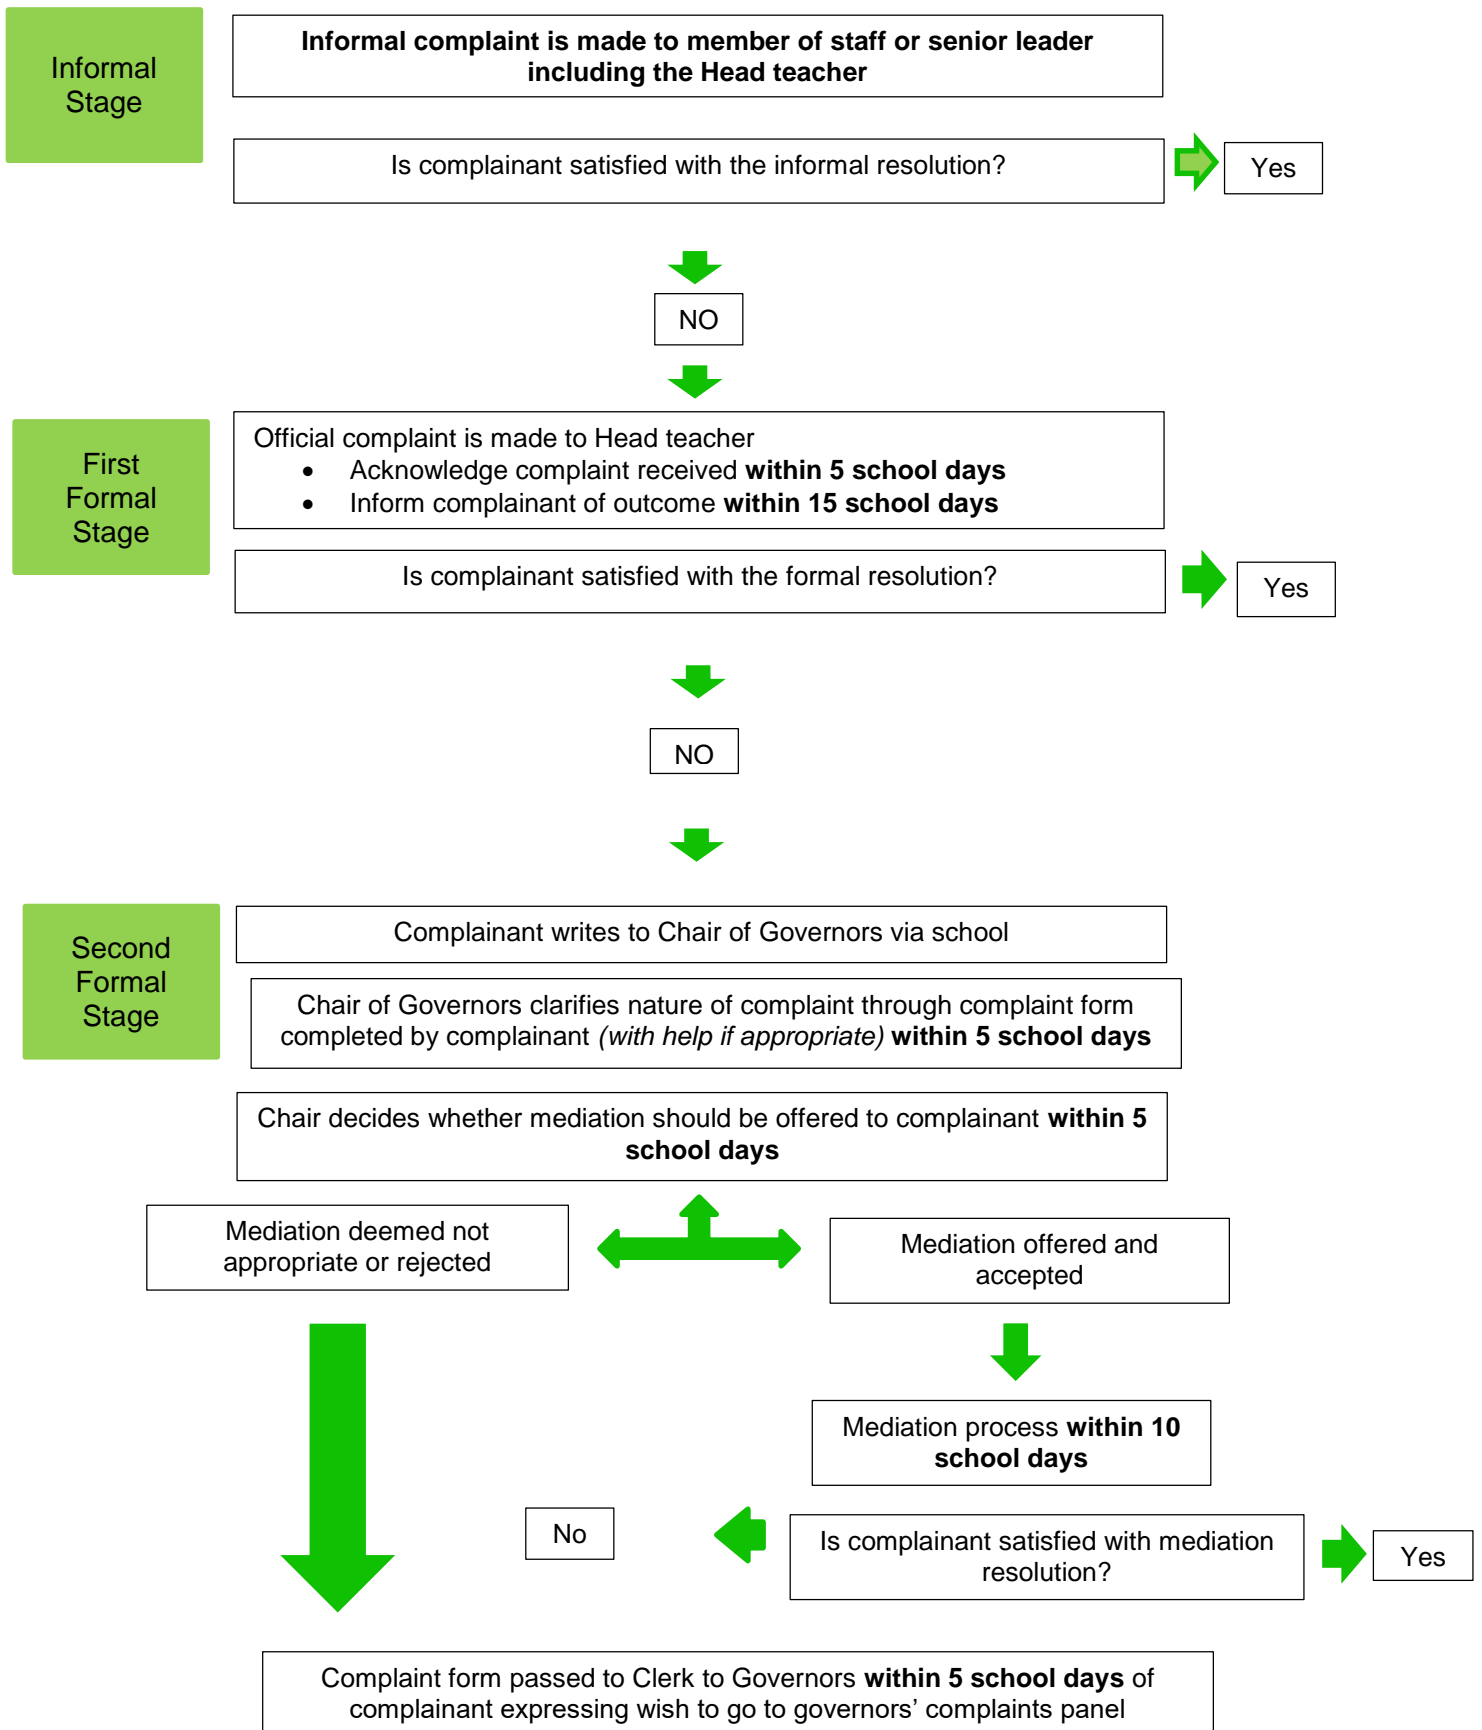 Informal
Stage
Informal complaint is made to member of staff or senior leader
including the Head teacher
Is complainant satisfied with the informal resolution?
Yes
NO
First
Formal
Stage
Official complaint is made to Head teacher
• Acknowledge complaint received within 5 school days
• Inform complainant of outcome within 15 school days
Is complainant satisfied with the formal resolution?
Yes
NO
Second
Formal
Stage
Complainant writes to Chair of Governors via school
Chair of Governors clarifies nature of complaint through complaint form
completed by complainant (with help if appropriate) within 5 school days
Chair decides whether mediation should be offered to complainant within 5
school days
Mediation deemed not
appropriate or rejected
Mediation offered and
accepted
Mediation process within 10
school days
No
Is complainant satisfied with mediation
resolution?
Yes
Complaint form passed to Clerk to Governors within 5 school days of
complainant expressing wish to go to governors’ complaints panel